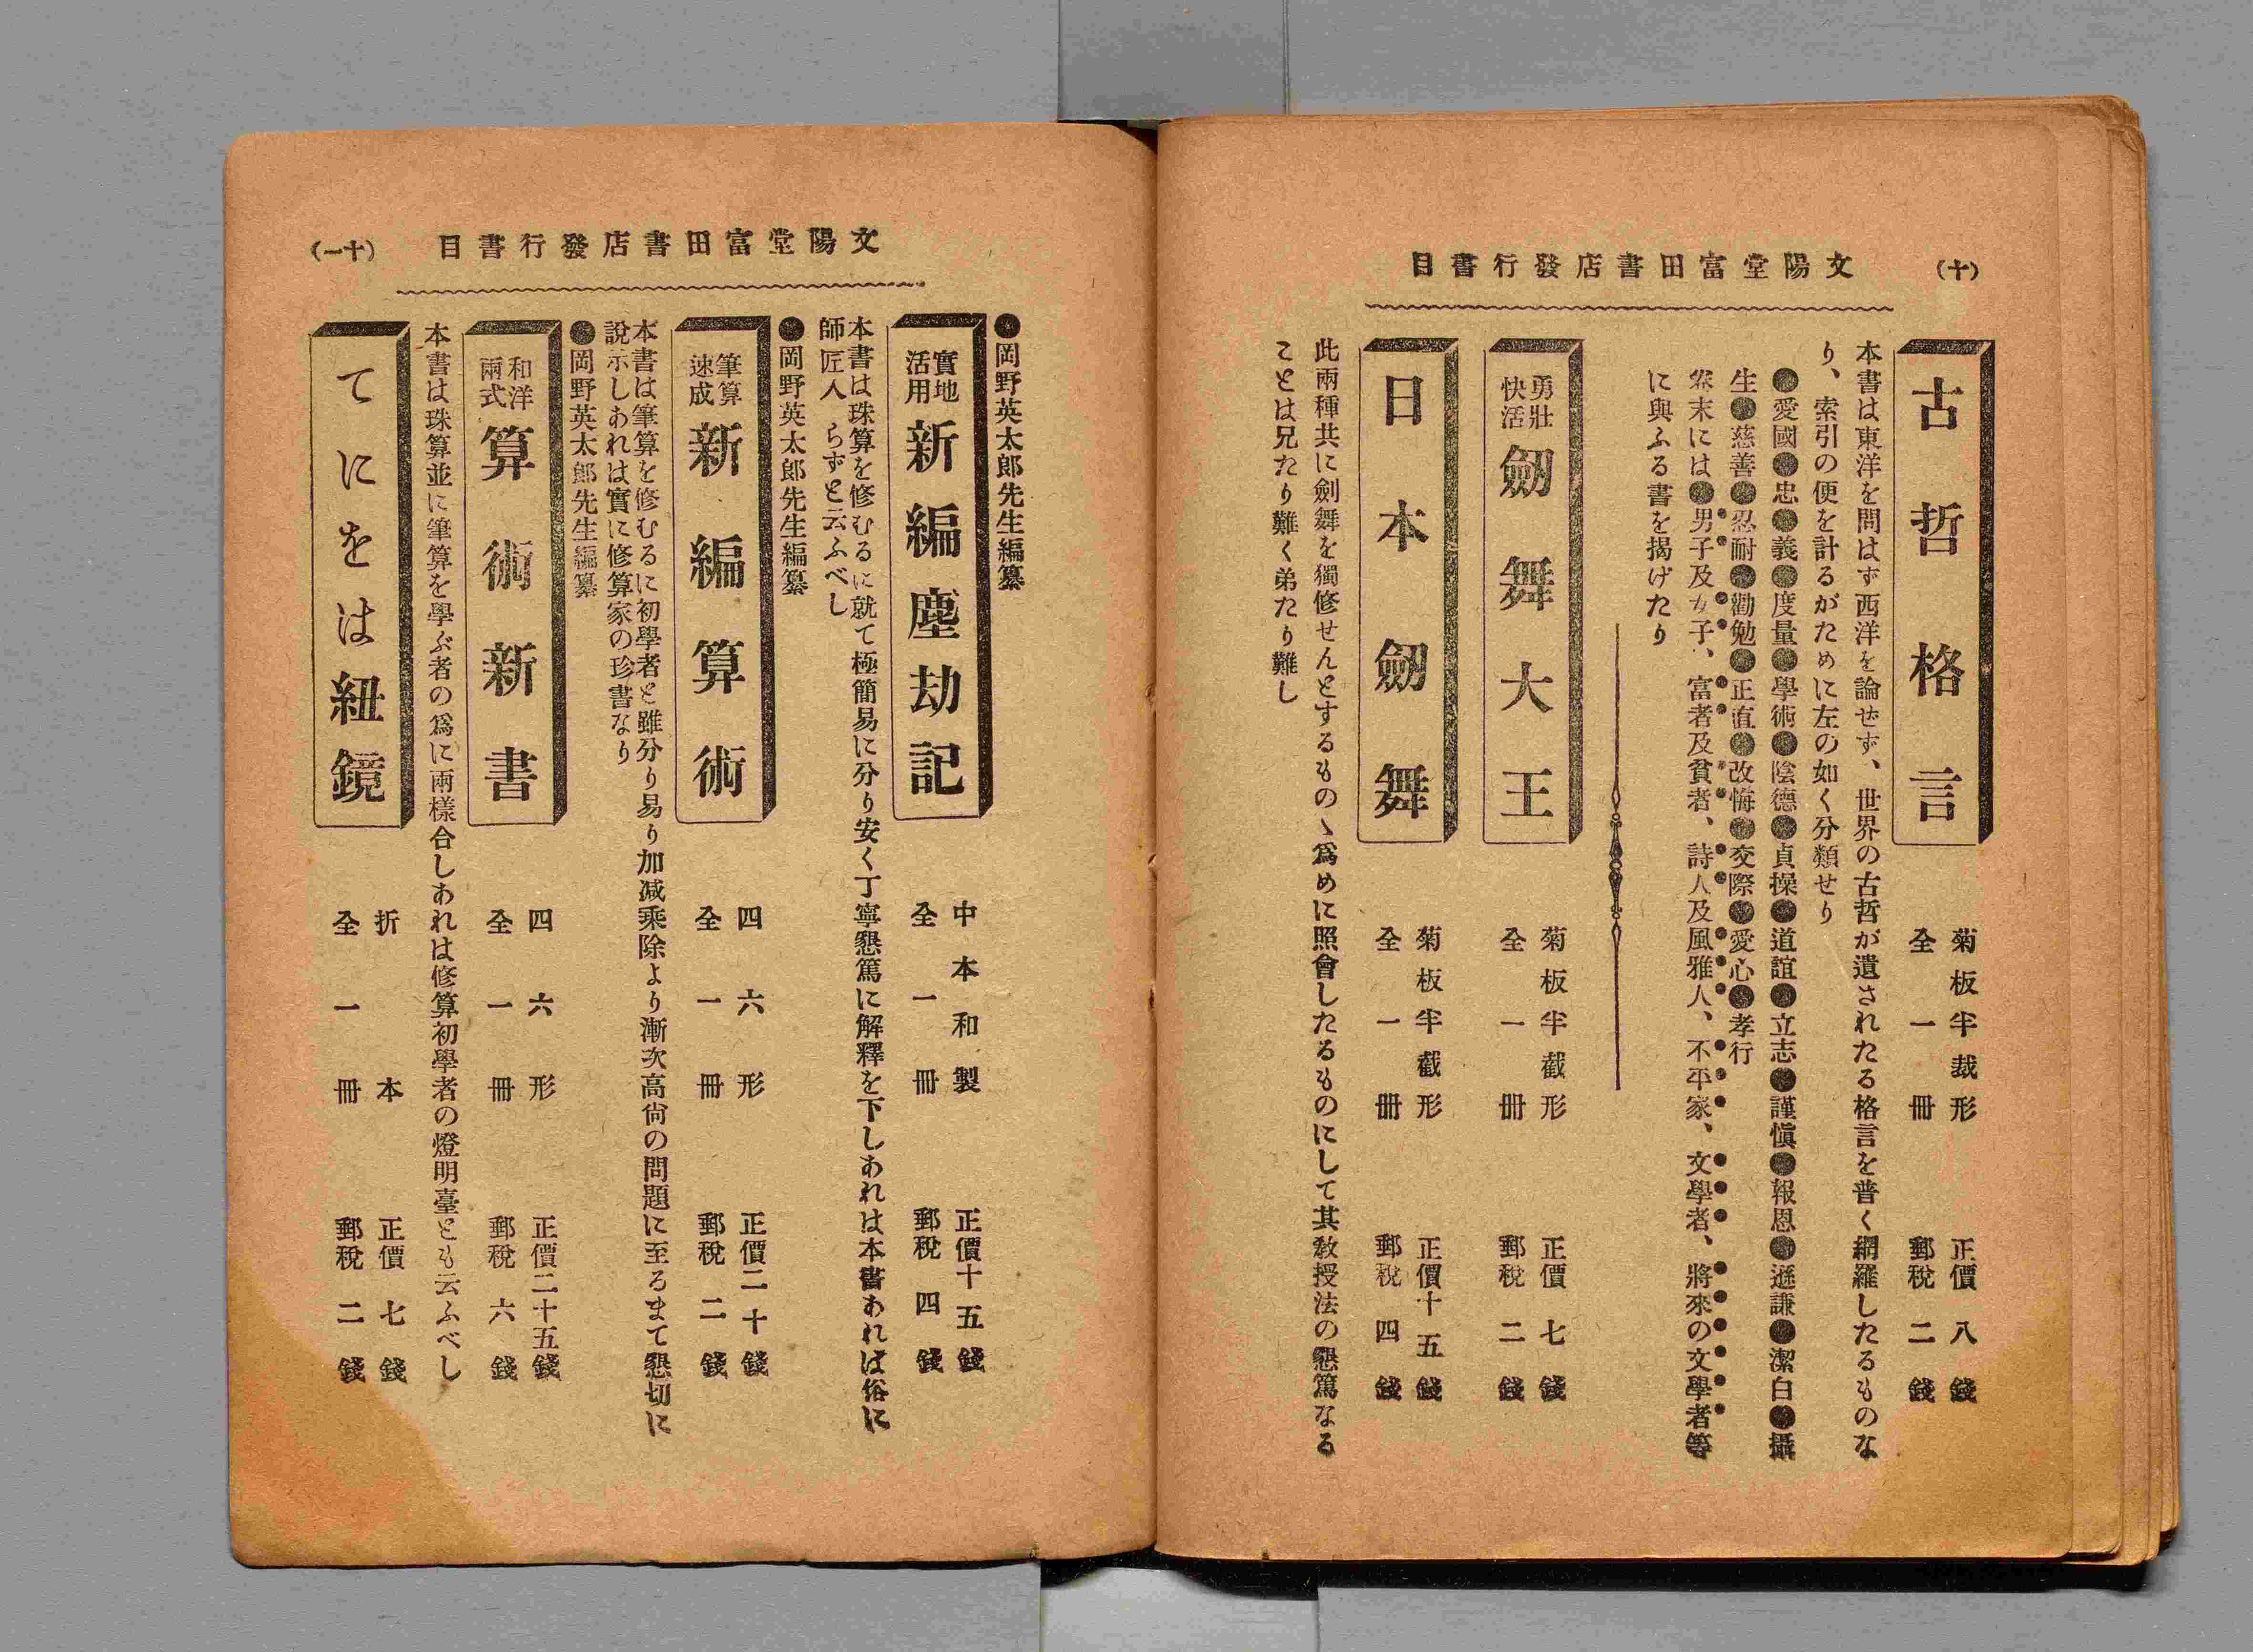 (十)
文陽堂富田書店發行書目
古哲格言
菊板半裁形
全一冊
正價八錢
郵稅二錢
本書は東洋を問はず西洋を論せず、世界の古哲が遺されたる格言を普く網羅したるものな
り、索引の便を計るがために左の如く分類せり
●愛國●忠●義●度量●學術●陰德●貞操●道誼●立志●謹愼●報恩●遜謙●潔白●攝
生●慈善●忍耐●勸勉●正直●改悔●交際●愛心●孝行
卷末には●男子及女子、富者及貧者、詩人及風雅人、不平家、文學者、將來の文學者等
に與ふる書を揭げたり
勇壯快活 劒舞大王
菊板半截形
全一冊
正價七錢
郵稅二錢
日本劒舞
菊板半截形
全一冊
正價十五錢
郵稅四錢
此兩種共に劍舞を獨修せんとするものゝ爲めに照會したるものにして其敎授法の懇篤なる
ことは兄たり難く弟たり難し
文陽堂富田書店發行書目
(十一)
●岡野英太郎先生編纂
實地活用 新編塵劫記
中本和製
全一冊
正價十五錢
郵稅四錢
本書は珠算を修むるに就て極簡易に分り安く丁寧懇篤に解釋を下しあれは本書あれば俗に
師匠人らずと云ふべし
●岡野英太郎先生編纂
筆算速成 新編算術
四六形
全一冊
正價二十錢
郵稅二錢
本書は筆算を修むるに初學者と雖分り易り加减乘除より漸次高尙の問題に至るまて懇切に
說示しあれは實に修算家の珍書なり
●岡野英太郎先生編纂
和洋兩式 算術新書
四六形
全一冊
正價二十五錢
郵稅六錢
本書は珠算並に筆算を學ぶ者の爲に兩樣合しあれは修算初學者の燈明臺とも云ふべし
てにをは紐鏡
折本
全一冊
正價七錢
郵稅二錢